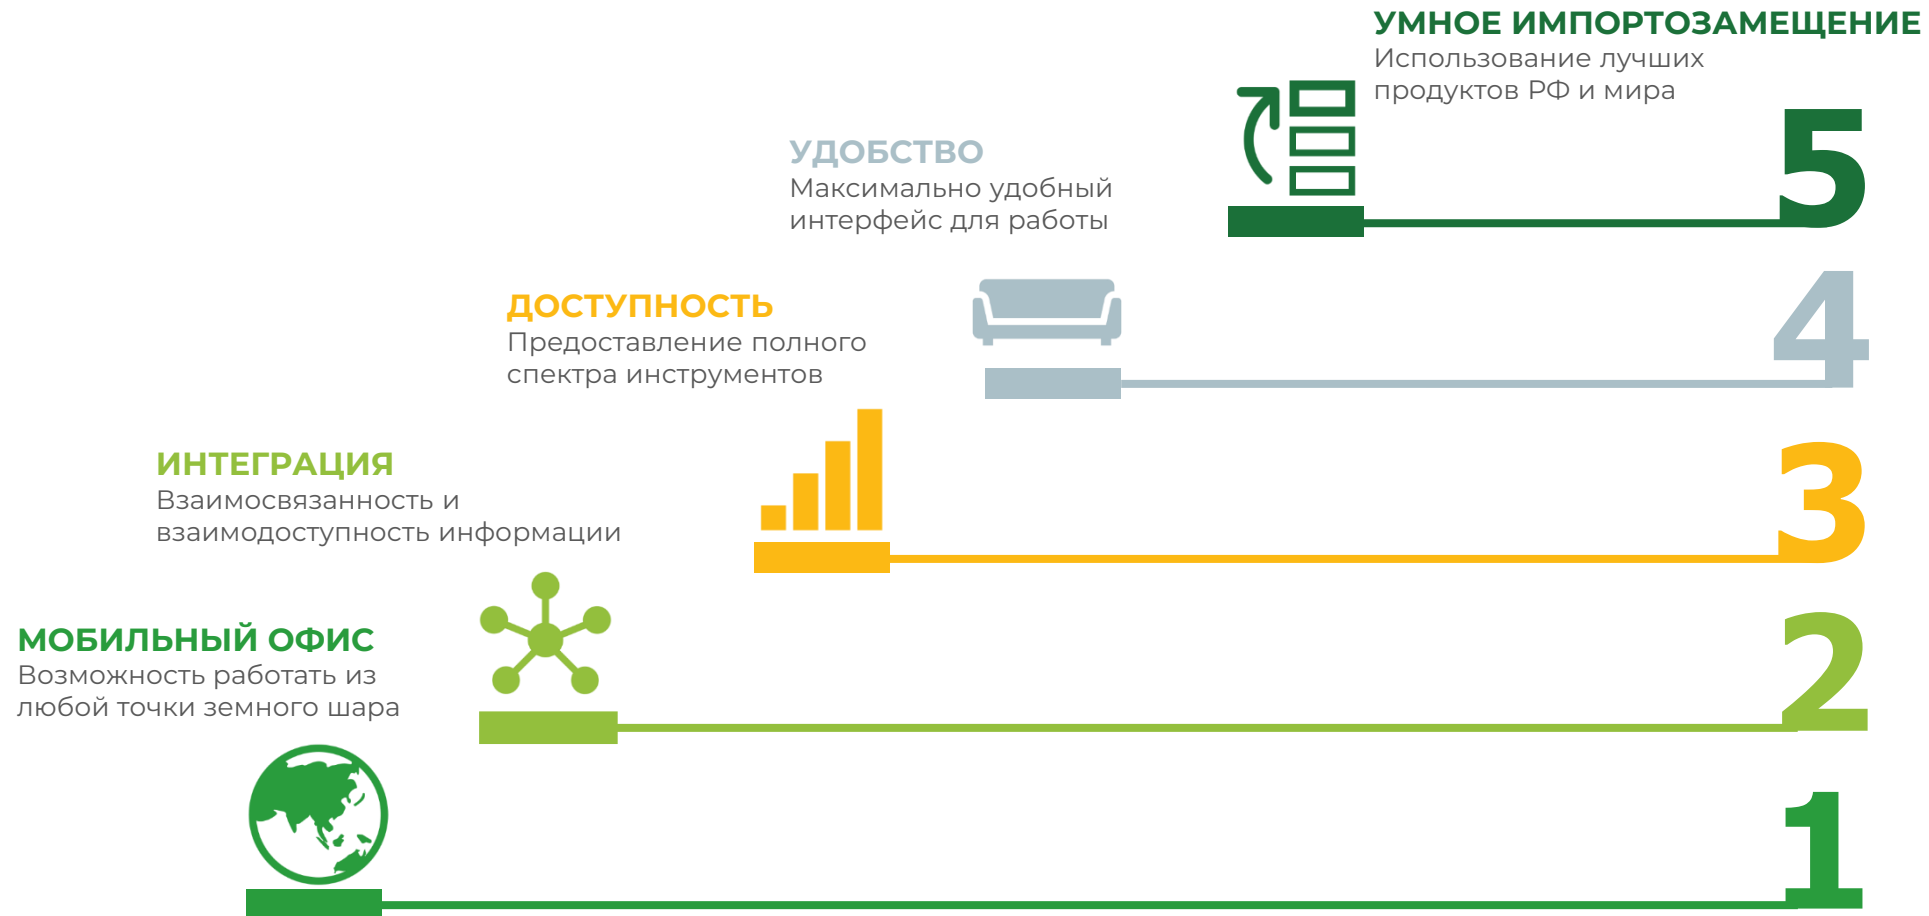 УМНОЕ ИМПОРТОЗАМЕЩЕНИЕ
Использование лучших
продуктов РФ и мира
5
УДОБСТВО
Максимально удобный
интерфейс для работы
4
ДОСТУПНОСТЬ
Предоставление полного
спектра инструментов
3
ИНТЕГРАЦИЯ
Взаимосвязанность и
взаимодоступность информации
2
МОБИЛЬНЫЙ ОФИС
Возможность работать из
любой точки земного шара
1